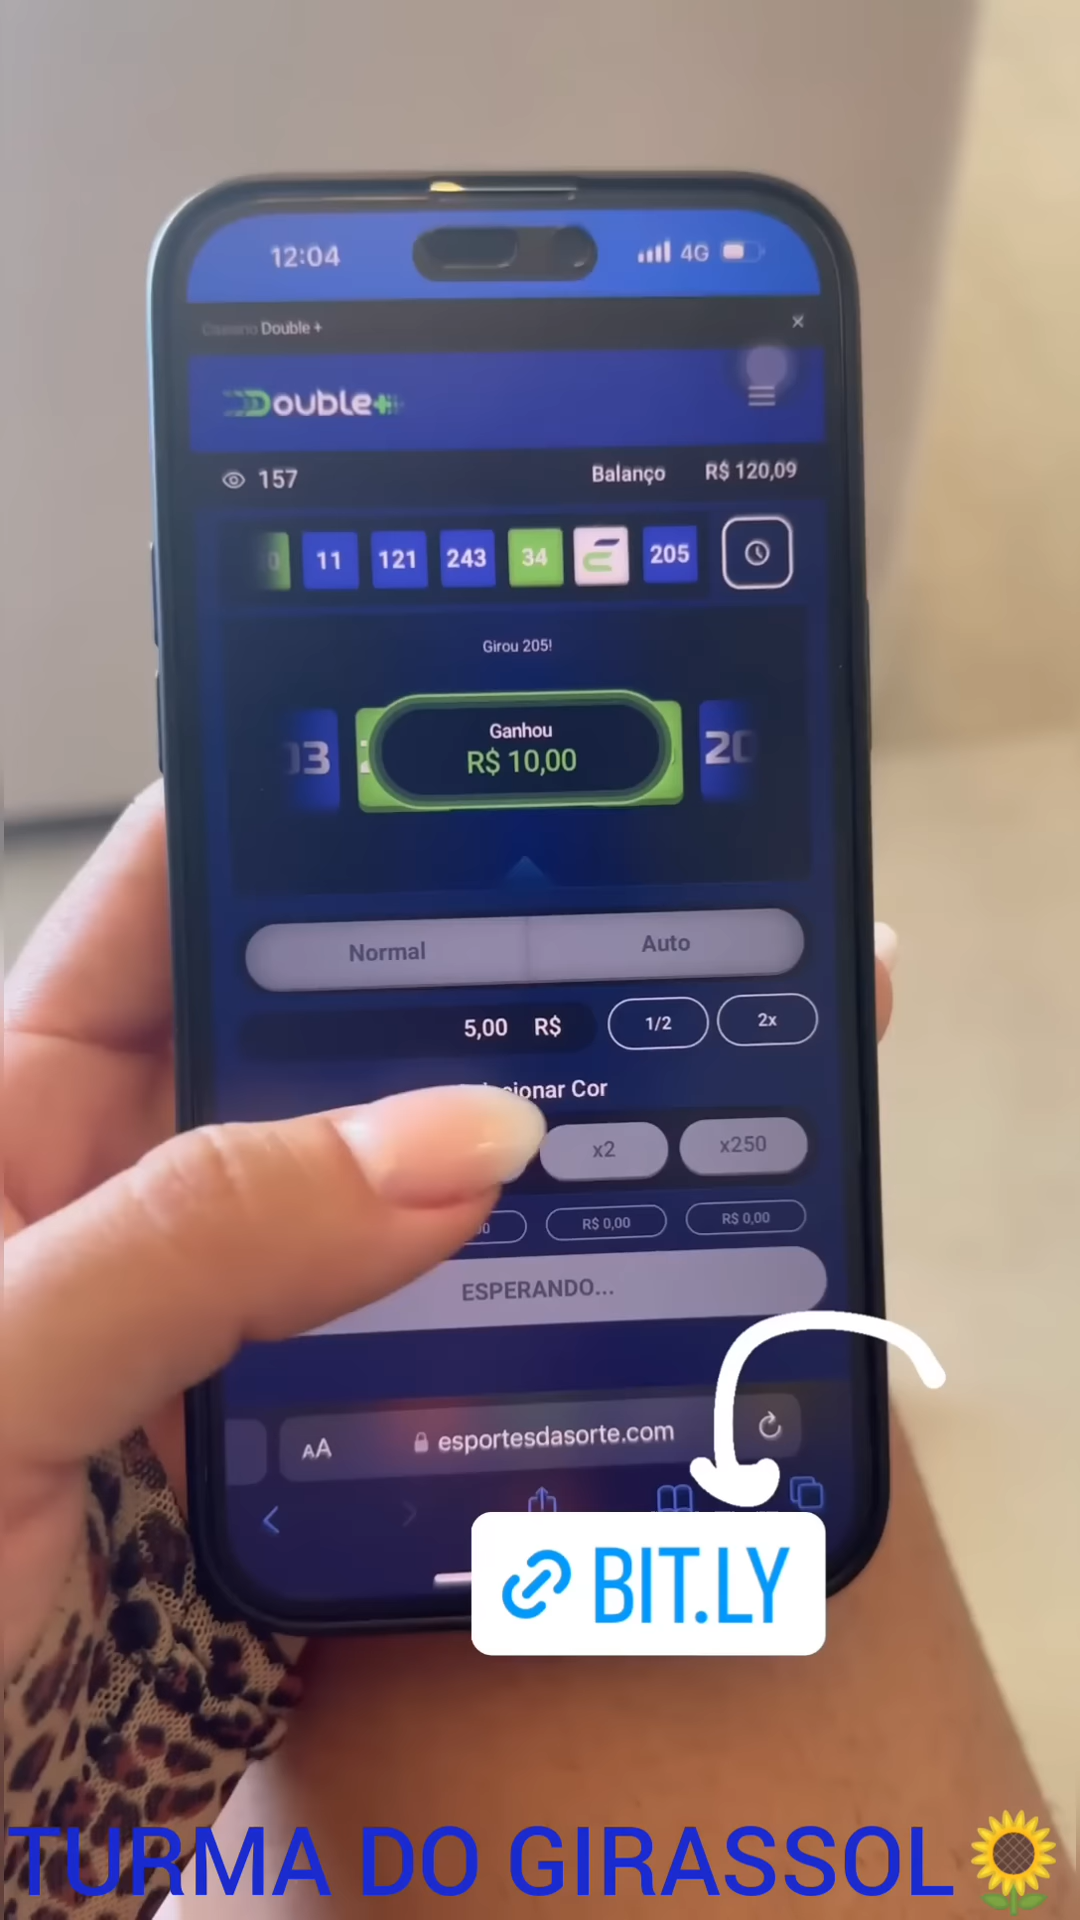 12:04
4G
Double +
Double+
157
Balanço R$ 120,09
11 121 243 34 205
Girou 205!
Ganhou
R$ 10,00
Normal Auto
5,00 R$ 1/2 2x
Cor
x2 x250
R$ 0,00 R$ 0,00
ESPERANDO...
AA esportesdasorte.com
BIT.LY
TURMA DO GIRASSOL